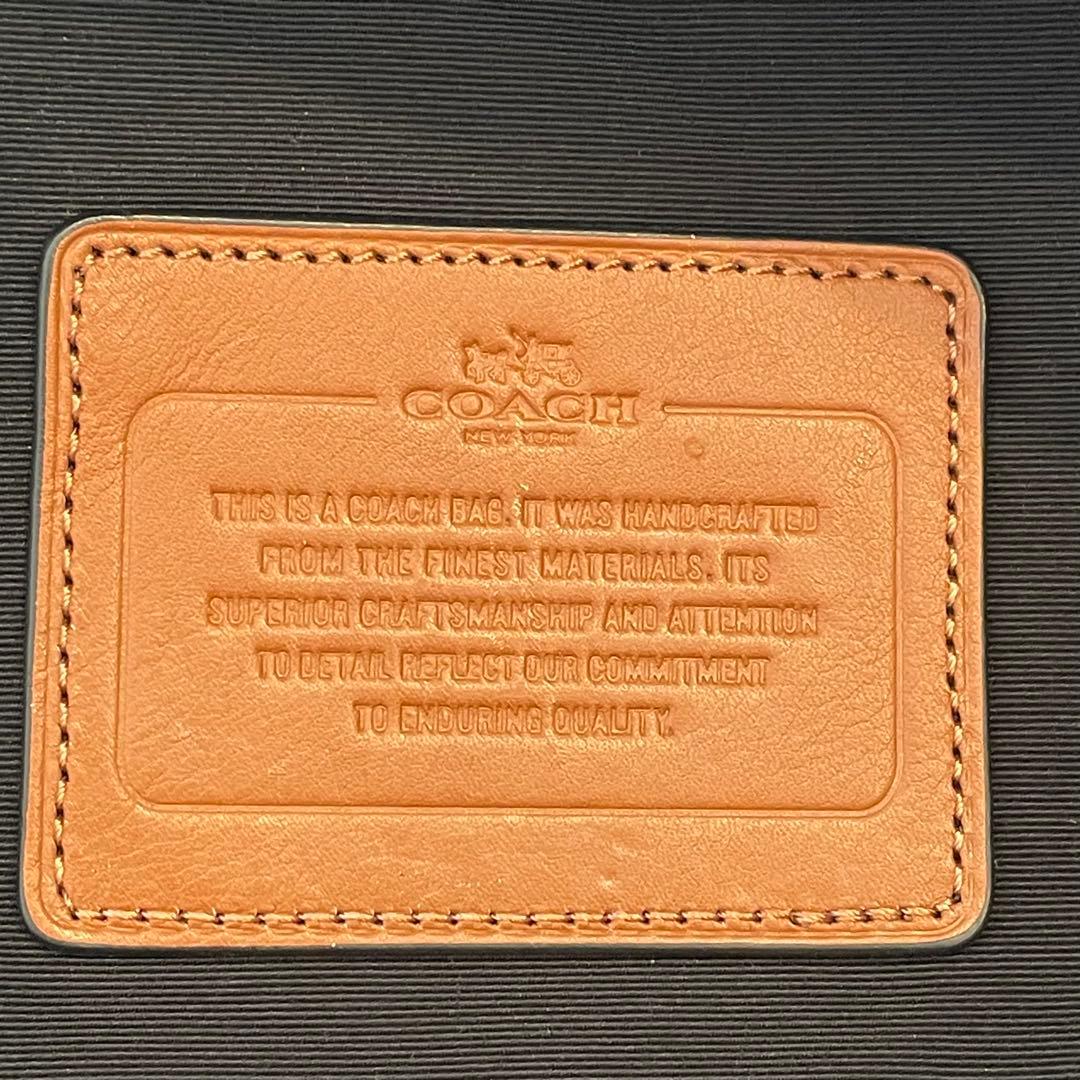 COACH
NEW YORK
THIS IS A COACH BAG. IT WAS HANDCRAFTED
FROM THE FINEST MATERIALS. ITS
SUPERIOR CRAFTSMANSHIP AND ATTENTION
TO DETAIL REFLECT OUR COMMITMENT
TO ENDURING QUALITY.